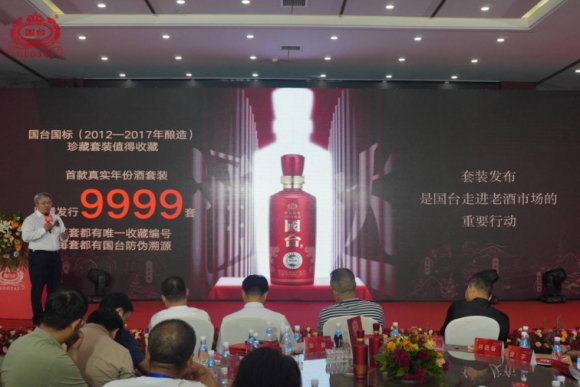 国台
国台国标（2012—2017年酿造）
珍藏套装值得收藏
首款真实年份酒套装
发行9999套
套都有唯一收藏编号
套都有国台防伪溯源
国台
套装发布
是国台走进老酒市场的
重要行动